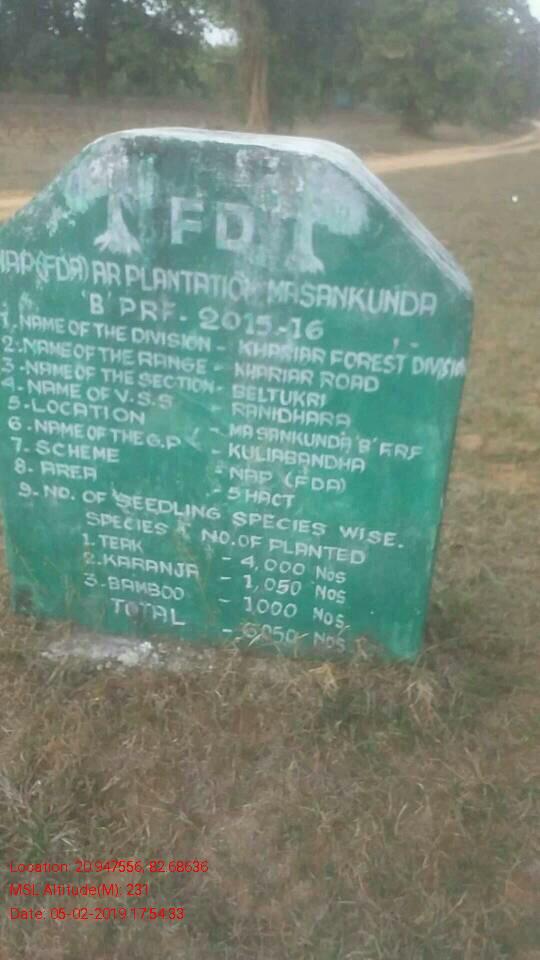 FD
NAP(FDA) AR PLANTATION MASANKUNDA
'B' PRF. 2015-16
1. NAME OF THE DIVISION - KHARIAR FOREST DIVISION
2. NAME OF THE RANGE - KHARIAR ROAD
3. NAME OF THE SECTION - BELTUKRI
4. NAME OF V.S.S - RANIDHARA
5. LOCATION - MASANKUNDA 'B' P.R.F
6. NAME OF THE G.P - KULIABANDHA
7. SCHEME - NAP (FDA)
8. AREA - 5 HACT
9. NO. OF SEEDLING SPECIES WISE.
SPECIES NO. OF PLANTED
1. TEAK - 4,000 NOS
2. KARANJA - 1,050 NOS
3. BAMBOO - 1000 NOS
TOTAL - 6050 NOS
Location: 20.947556, 82.68636
MSL Altitude(M): 231
Date: 05-02-2019 17:54:33